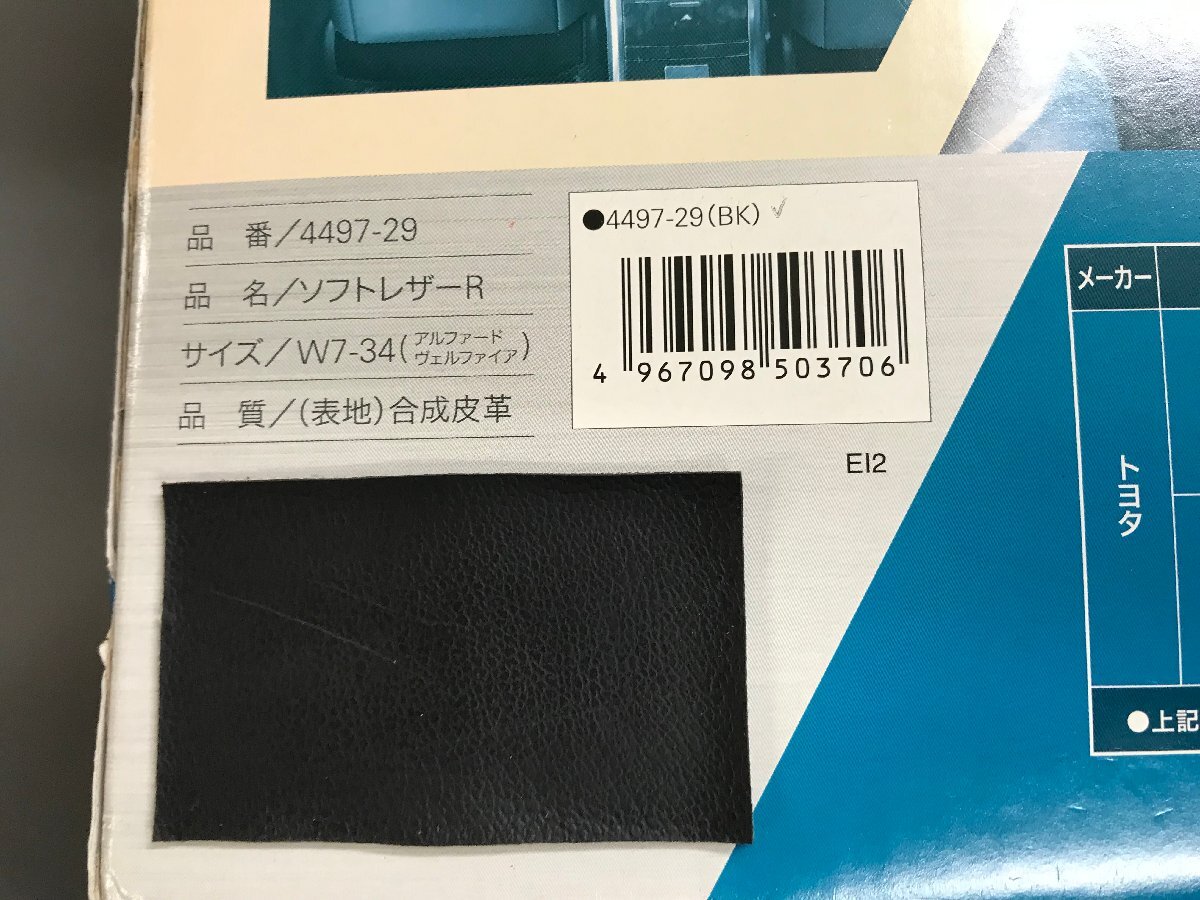 品 番/4497-29
品 名/ソフトレザーR
サイズ/W7-34(アルファード ヴェルファイア)
品 質/(表地)合成皮革
●4497-29(BK)
4 967098 503706
EI2
メーカー
トヨタ
●上記